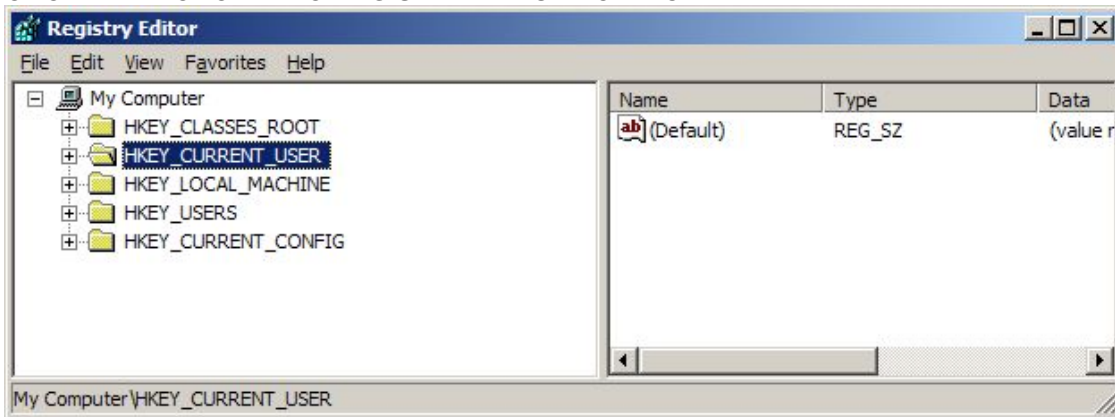 Registry Editor
File Edit View Favorites Help
My Computer
HKEY_CLASSES_ROOT
HKEY_CURRENT_USER
HKEY_LOCAL_MACHINE
HKEY_USERS
HKEY_CURRENT_CONFIG
Name Type Data
ab (Default) REG_SZ (value
My Computer\HKEY_CURRENT_USER